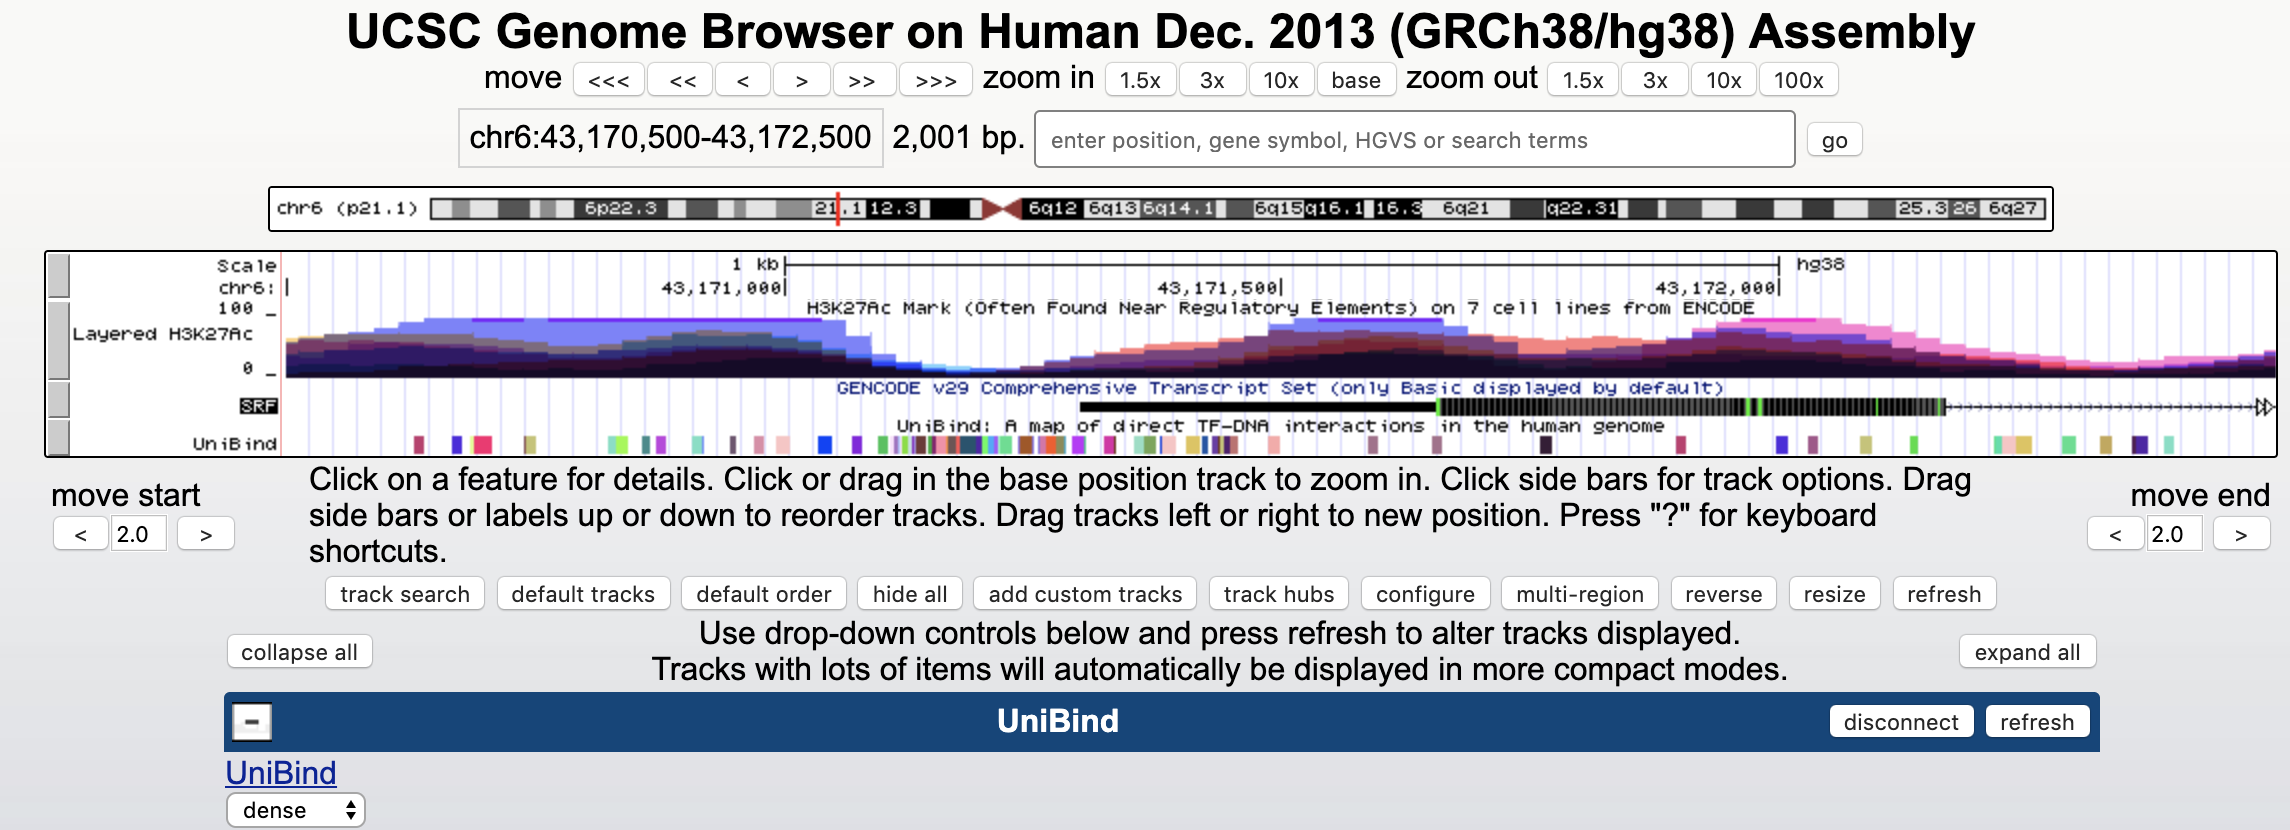 UCSC Genome Browser on Human Dec. 2013 (GRCh38/hg38) Assembly
move <<< << < > >> >>> zoom in 1.5x 3x 10x base zoom out 1.5x 3x 10x 100x
chr6:43,170,500-43,172,500 2,001 bp. enter position, gene symbol, HGVS or search terms go
chr6 (p21.1) 6p22.3 21.1 12.3 6q12 6q13 6q14.1 6q15 q16.1 16.3 6q21 q22.31 25.3 26 6q27
Scale 1 kb hg38
chr6: 43,171,000 43,171,500 43,172,000
100 _ H3K27Ac Mark (Often Found Near Regulatory Elements) on 7 cell lines from ENCODE
Layered H3K27Ac
0 _
GENCODE v29 Comprehensive Transcript Set (only Basic displayed by default)
SRF
UniBind: A map of direct TF-DNA interactions in the human genome
UniBind
move start
< 2.0 >
Click on a feature for details. Click or drag in the base position track to zoom in. Click side bars for track options. Drag
side bars or labels up or down to reorder tracks. Drag tracks left or right to new position. Press "?" for keyboard
shortcuts.
move end
< 2.0 >
track search default tracks default order hide all add custom tracks track hubs configure multi-region reverse resize refresh
collapse all
Use drop-down controls below and press refresh to alter tracks displayed.
Tracks with lots of items will automatically be displayed in more compact modes.
expand all
- UniBind disconnect refresh
UniBind
dense